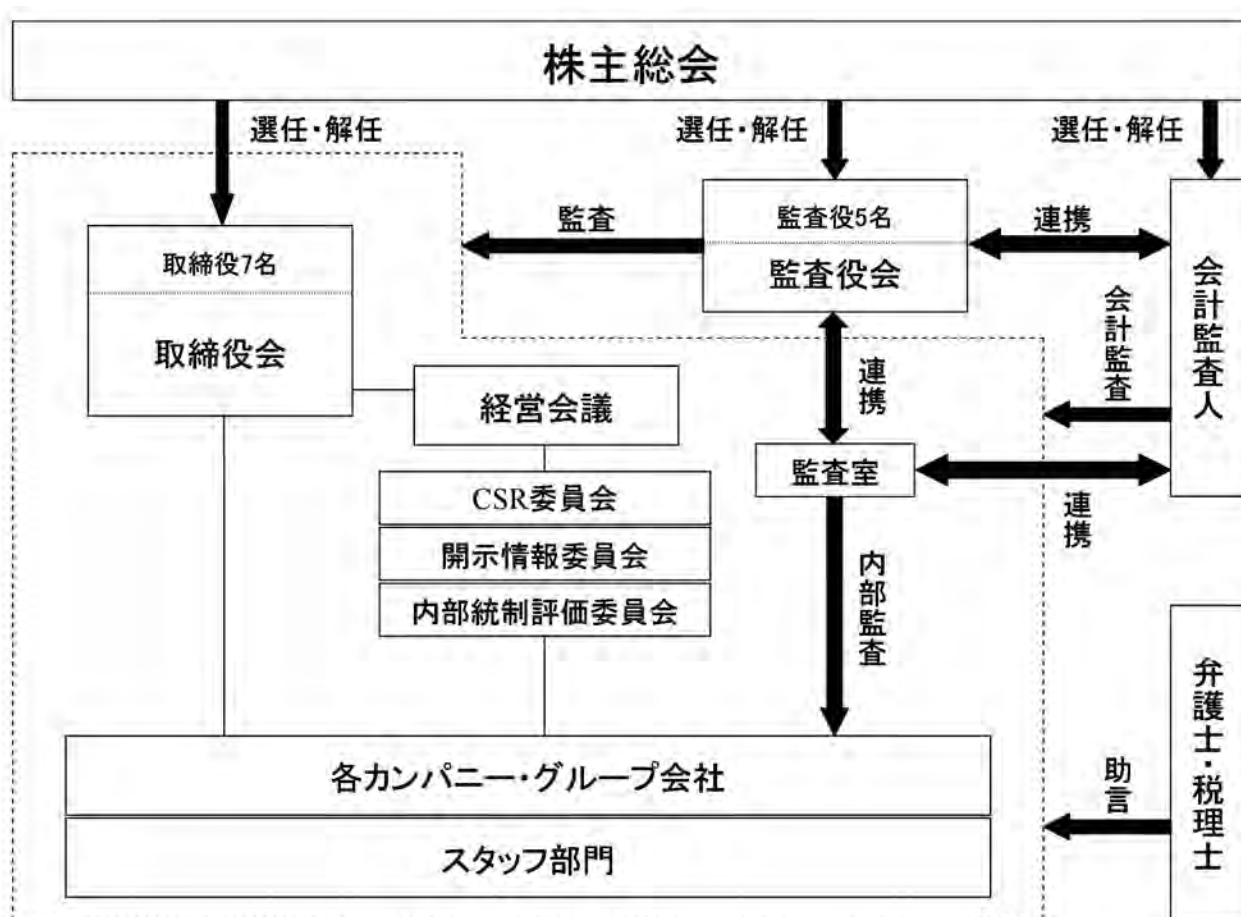 株主総会
選任・解任
選任・解任
選任・解任
監査役5名
監査役会
監査
連携
取締役7名
取締役会
会計監査人
会計監査
連携
経営会議
監査室
連携
CSR委員会
開示情報委員会
内部統制評価委員会
内部監査
弁護士・税理士
助言
各カンパニー・グループ会社
スタッフ部門